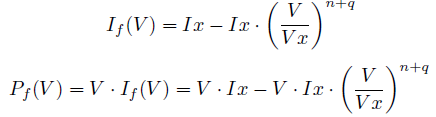 I_f(V) = Ix − Ix · (V/Vx)^{n+q}
P_f(V) = V · I_f(V) = V · Ix − V · Ix · (V/Vx)^{n+q}